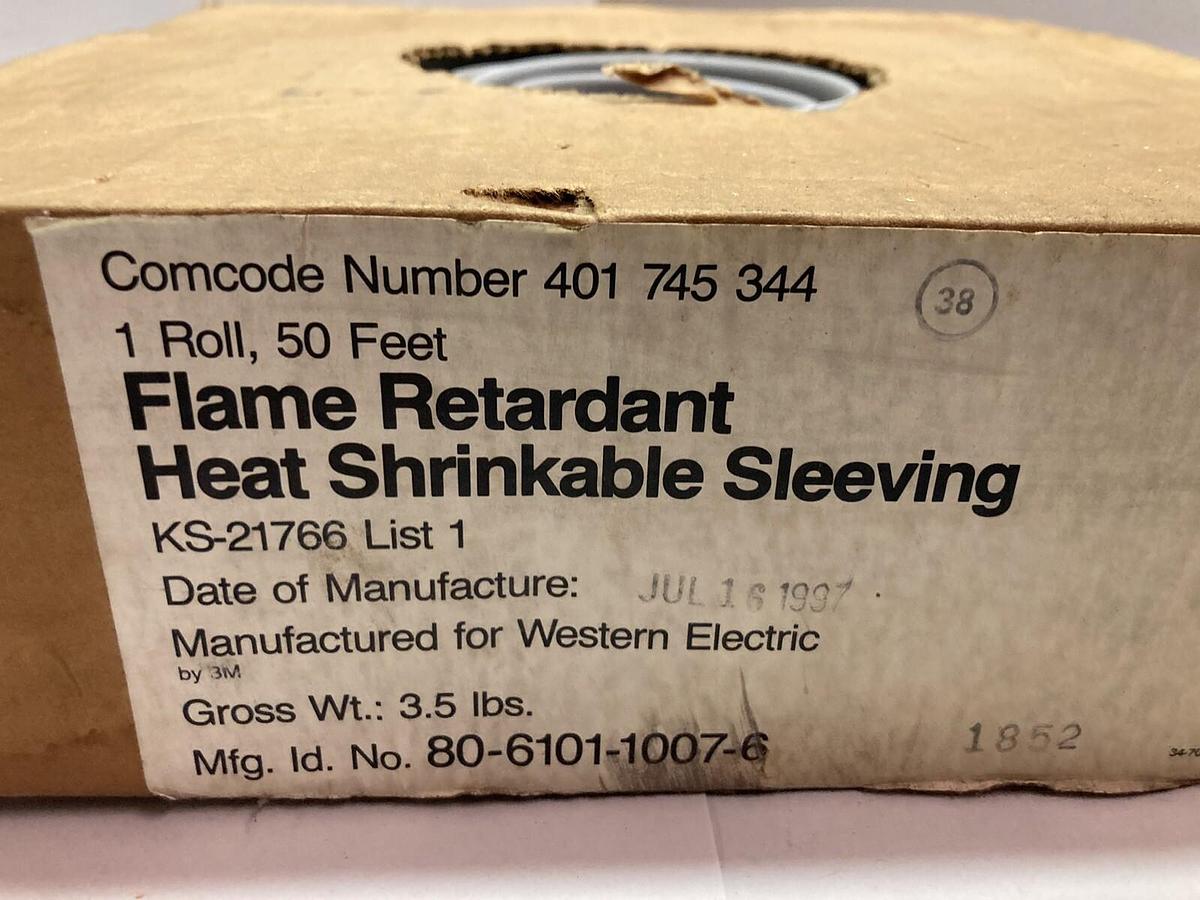 Comcode Number 401 745 344
38
1 Roll, 50 Feet
Flame Retardant
Heat Shrinkable Sleeving
KS-21766 List 1
Date of Manufacture: JUL 16 1997
Manufactured for Western Electric
by 3M
Gross Wt.: 3.5 lbs.
Mfg. Id. No. 80-6101-1007-6
1852